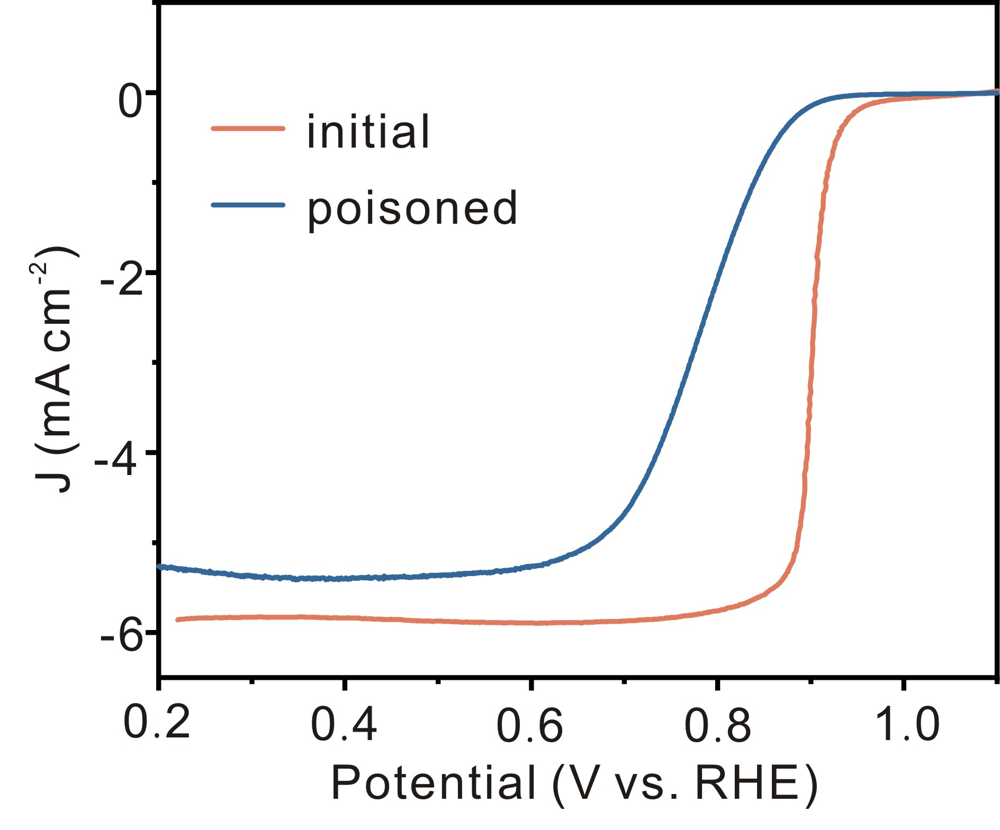 0
-2
-4
-6
J (mA cm-2)
initial
poisoned
0.2
0.4
0.6
0.8
1.0
Potential (V vs. RHE)